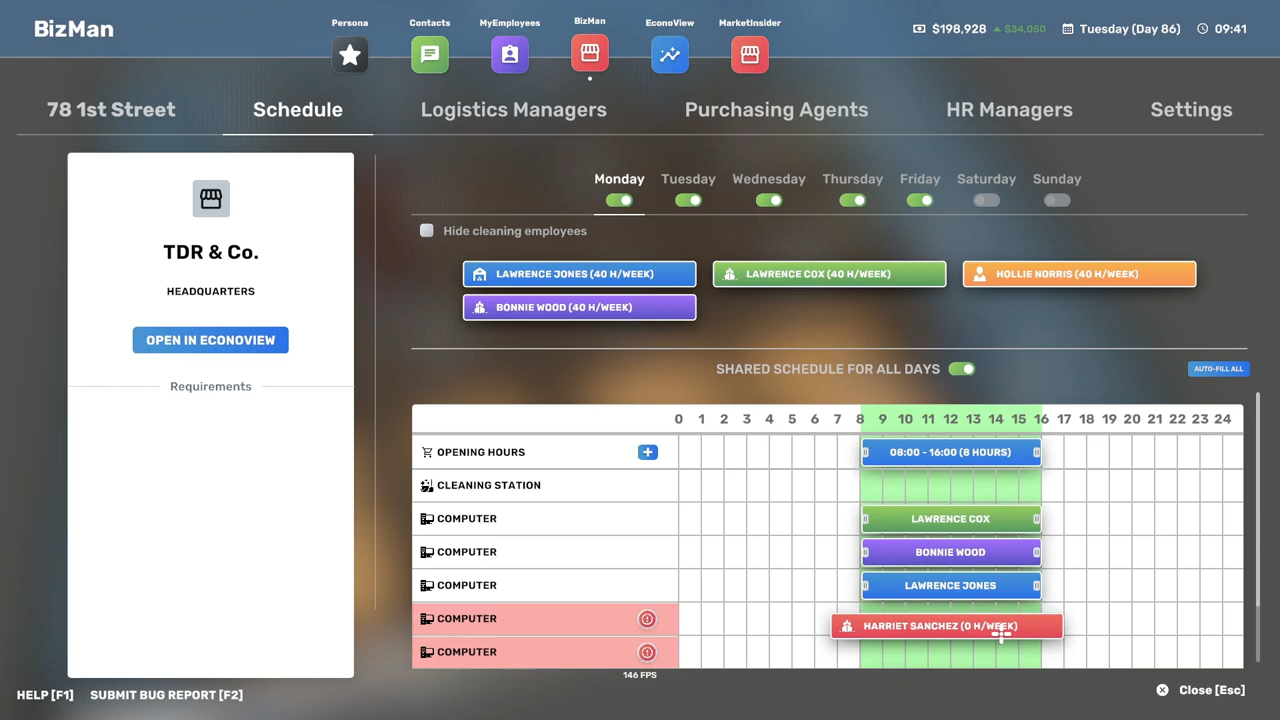 BizMan
Persona
Contacts
MyEmployees
BizMan
EconoView
MarketInsider
$198,928 $34,050 Tuesday (Day 86) 09:41
78 1st Street Schedule Logistics Managers Purchasing Agents HR Managers Settings
TDR & Co.
HEADQUARTERS
OPEN IN ECONOVIEW
Requirements
Monday Tuesday Wednesday Thursday Friday Saturday Sunday
Hide cleaning employees
LAWRENCE JONES (40 H/WEEK) LAWRENCE COX (40 H/WEEK) HOLLIE NORRIS (40 H/WEEK)
BONNIE WOOD (40 H/WEEK)
SHARED SCHEDULE FOR ALL DAYS AUTO-FILL ALL
0 1 2 3 4 5 6 7 8 9 10 11 12 13 14 15 16 17 18 19 20 21 22 23 24
OPENING HOURS 08:00 - 16:00 (8 HOURS)
CLEANING STATION
COMPUTER LAWRENCE COX
COMPUTER BONNIE WOOD
COMPUTER LAWRENCE JONES
COMPUTER HARRIET SANCHEZ (0 H/WEEK)
COMPUTER
146 FPS
HELP [F1] SUBMIT BUG REPORT [F2] Close [Esc]